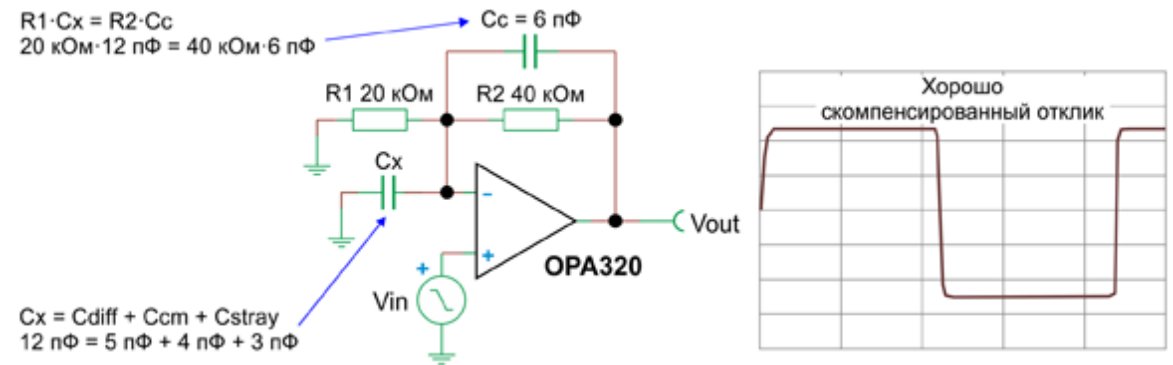 R1·Cx = R2·Cc
20 кОм·12 пФ = 40 кОм·6 пФ
Cc = 6 пФ
R1 20 кОм
R2 40 кОм
Cx
−
+
OPA320
Vout
+
Vin
Cx = Cdiff + Ccm + Cstray
12 пФ = 5 пФ + 4 пФ + 3 пФ
Хорошо
скомпенсированный отклик